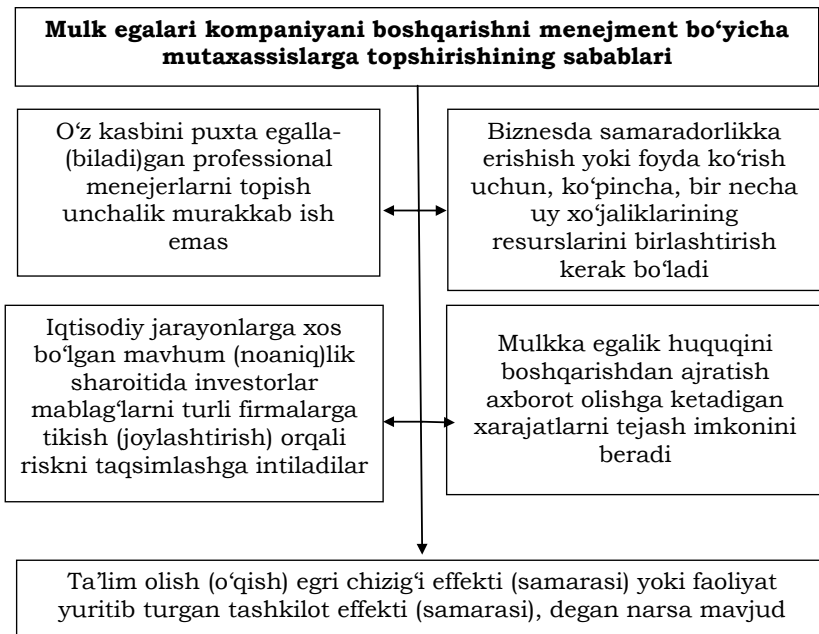 Mulk egalari kompaniyani boshqarishni menejment bo‘yicha
mutaxassislarga topshirishining sabablari
O‘z kasbini puxta egalla-
(biladi)gan professional
menejerlarni topish
unchalik murakkab ish
emas
Biznesda samaradorlikka
erishish yoki foyda ko‘rish
uchun, ko‘pincha, bir necha
uy xo‘jaliklarining
resurslarini birlashtirish
kerak bo‘ladi
Iqtisodiy jarayonlarga xos
bo‘lgan mavhum (noaniq)lik
sharoitida investorlar
mablag‘larni turli firmalarga
tikish (joylashtirish) orqali
riskni taqsimlashga intiladilar
Mulkka egalik huquqini
boshqarishdan ajratish
axborot olishga ketadigan
xarajatlarni tejash imkonini
beradi
Ta’lim olish (o‘qish) egri chizig‘i effekti (samarasi) yoki faoliyat
yuritib turgan tashkilot effekti (samarasi), degan narsa mavjud